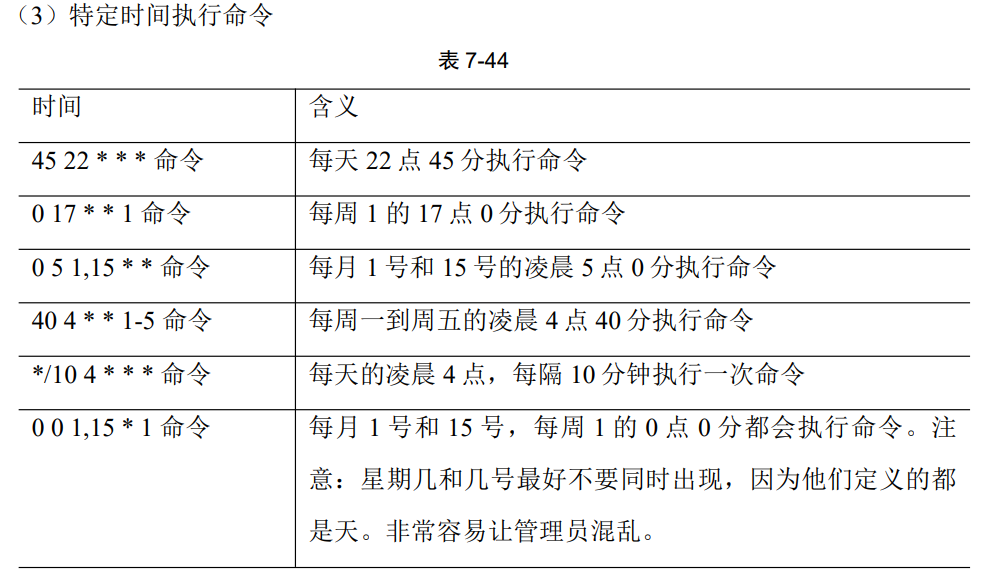 （3）特定时间执行命令
表 7-44
时间 含义
45 22 * * * 命令 每天 22 点 45 分执行命令
0 17 * * 1 命令 每周 1 的 17 点 0 分执行命令
0 5 1,15 * * 命令 每月 1 号和 15 号的凌晨 5 点 0 分执行命令
40 4 * * 1-5 命令 每周一到周五的凌晨 4 点 40 分执行命令
*/10 4 * * * 命令 每天的凌晨 4 点，每隔 10 分钟执行一次命令
0 0 1,15 * 1 命令 每月 1 号和 15 号，每周 1 的 0 点 0 分都会执行命令。注
意：星期几和几号最好不要同时出现，因为他们定义的都
是天。非常容易让管理员混乱。